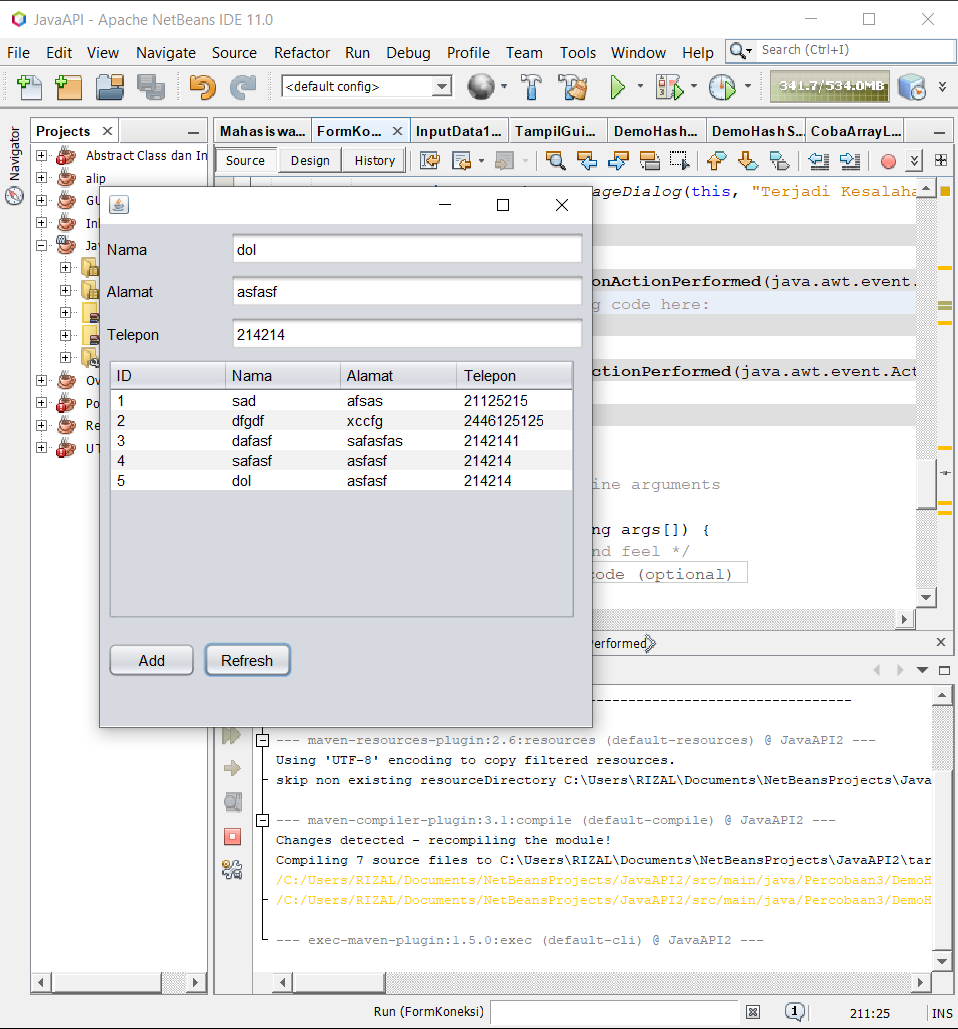 JavaAPI - Apache NetBeans IDE 11.0
File Edit View Navigate Source Refactor Run Debug Profile Team Tools Window Help Search (Ctrl+I)
<default config> 341.7/534.0MB
Navigator
Projects
Abstract Class dan In
alip
GU
Inl
Jav
Ov
Po
Re
UT
Mahasiswa... FormKo... InputData1... TampilGui... DemoHash... DemoHashS... CobaArrayL...
Source Design History
ageDialog(this, "Terjadi Kesalaha
onActionPerformed(java.awt.event.
g code here:
ctionPerformed(java.awt.event.Act
ine arguments
ng args[]) {
nd feel */
code (optional)
erformed
Nama dol
Alamat asfasf
Telepon 214214
ID Nama Alamat Telepon
1 sad afsas 21125215
2 dfgdf xccfg 2446125125
3 dafasf safasfas 2142141
4 safasf asfasf 214214
5 dol asfasf 214214
Add Refresh
--- maven-resources-plugin:2.6:resources (default-resources) @ JavaAPI2 ---
Using 'UTF-8' encoding to copy filtered resources.
skip non existing resourceDirectory C:\Users\RIZAL\Documents\NetBeansProjects\Java
--- maven-compiler-plugin:3.1:compile (default-compile) @ JavaAPI2 ---
Changes detected - recompiling the module!
Compiling 7 source files to C:\Users\RIZAL\Documents\NetBeansProjects\JavaAPI2\tar
/C:/Users/RIZAL/Documents/NetBeansProjects/JavaAPI2/src/main/java/Percobaan3/DemoH
/C:/Users/RIZAL/Documents/NetBeansProjects/JavaAPI2/src/main/java/Percobaan3/DemoH
--- exec-maven-plugin:1.5.0:exec (default-cli) @ JavaAPI2 ---
Run (FormKoneksi) 211:25 INS